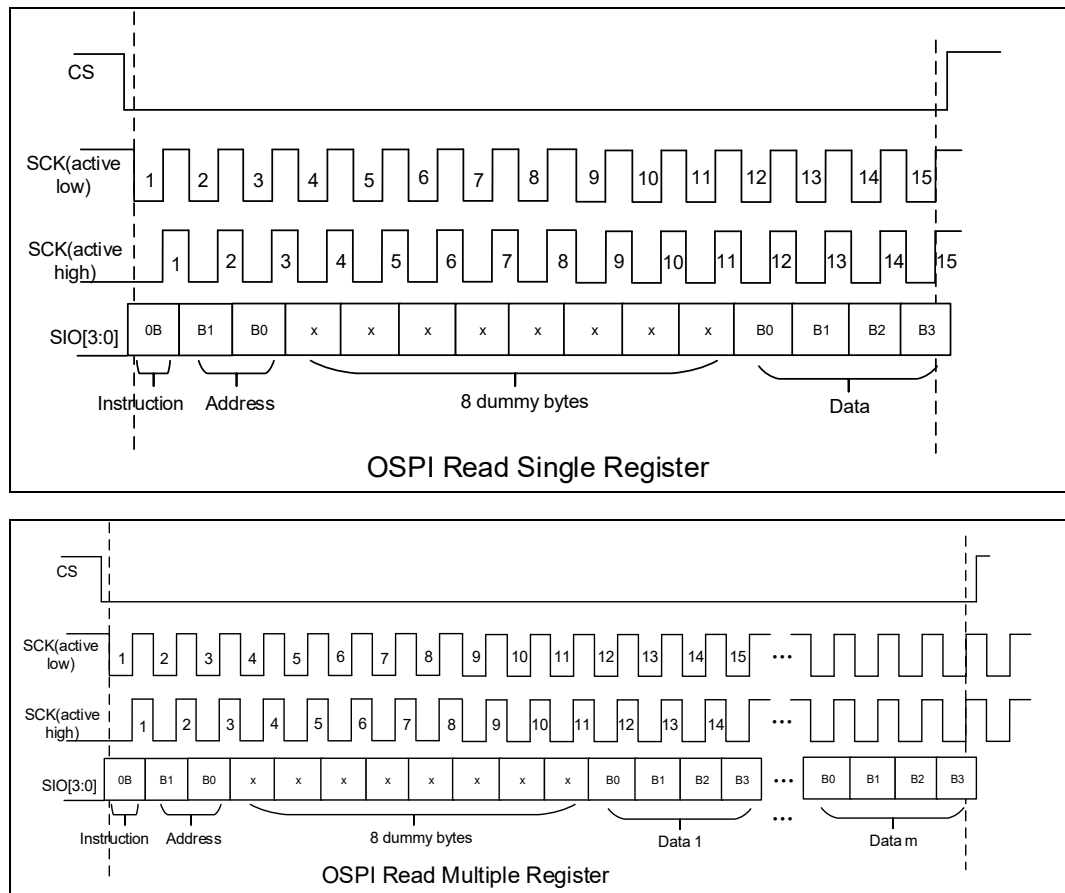 CS
SCK(active
low)
1 2 3 4 5 6 7 8 9 10 11 12 13 14 15
SCK(active
high)
1 2 3 4 5 6 7 8 9 10 11 12 13 14 15
SIO[3:0]
0B B1 B0 x x x x x x x x B0 B1 B2 B3
Instruction Address 8 dummy bytes Data
OSPI Read Single Register
CS
SCK(active
low)
1 2 3 4 5 6 7 8 9 10 11 12 13 14 15 •••
SCK(active
high)
1 2 3 4 5 6 7 8 9 10 11 12 13 14 •••
SIO[3:0]
0B B1 B0 x x x x x x x x B0 B1 B2 B3 ••• B0 B1 B2 B3
Instruction Address 8 dummy bytes Data 1 ... Data m
OSPI Read Multiple Register